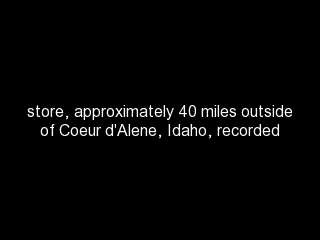 store, approximately 40 miles outside
of Coeur d'Alene, Idaho, recorded